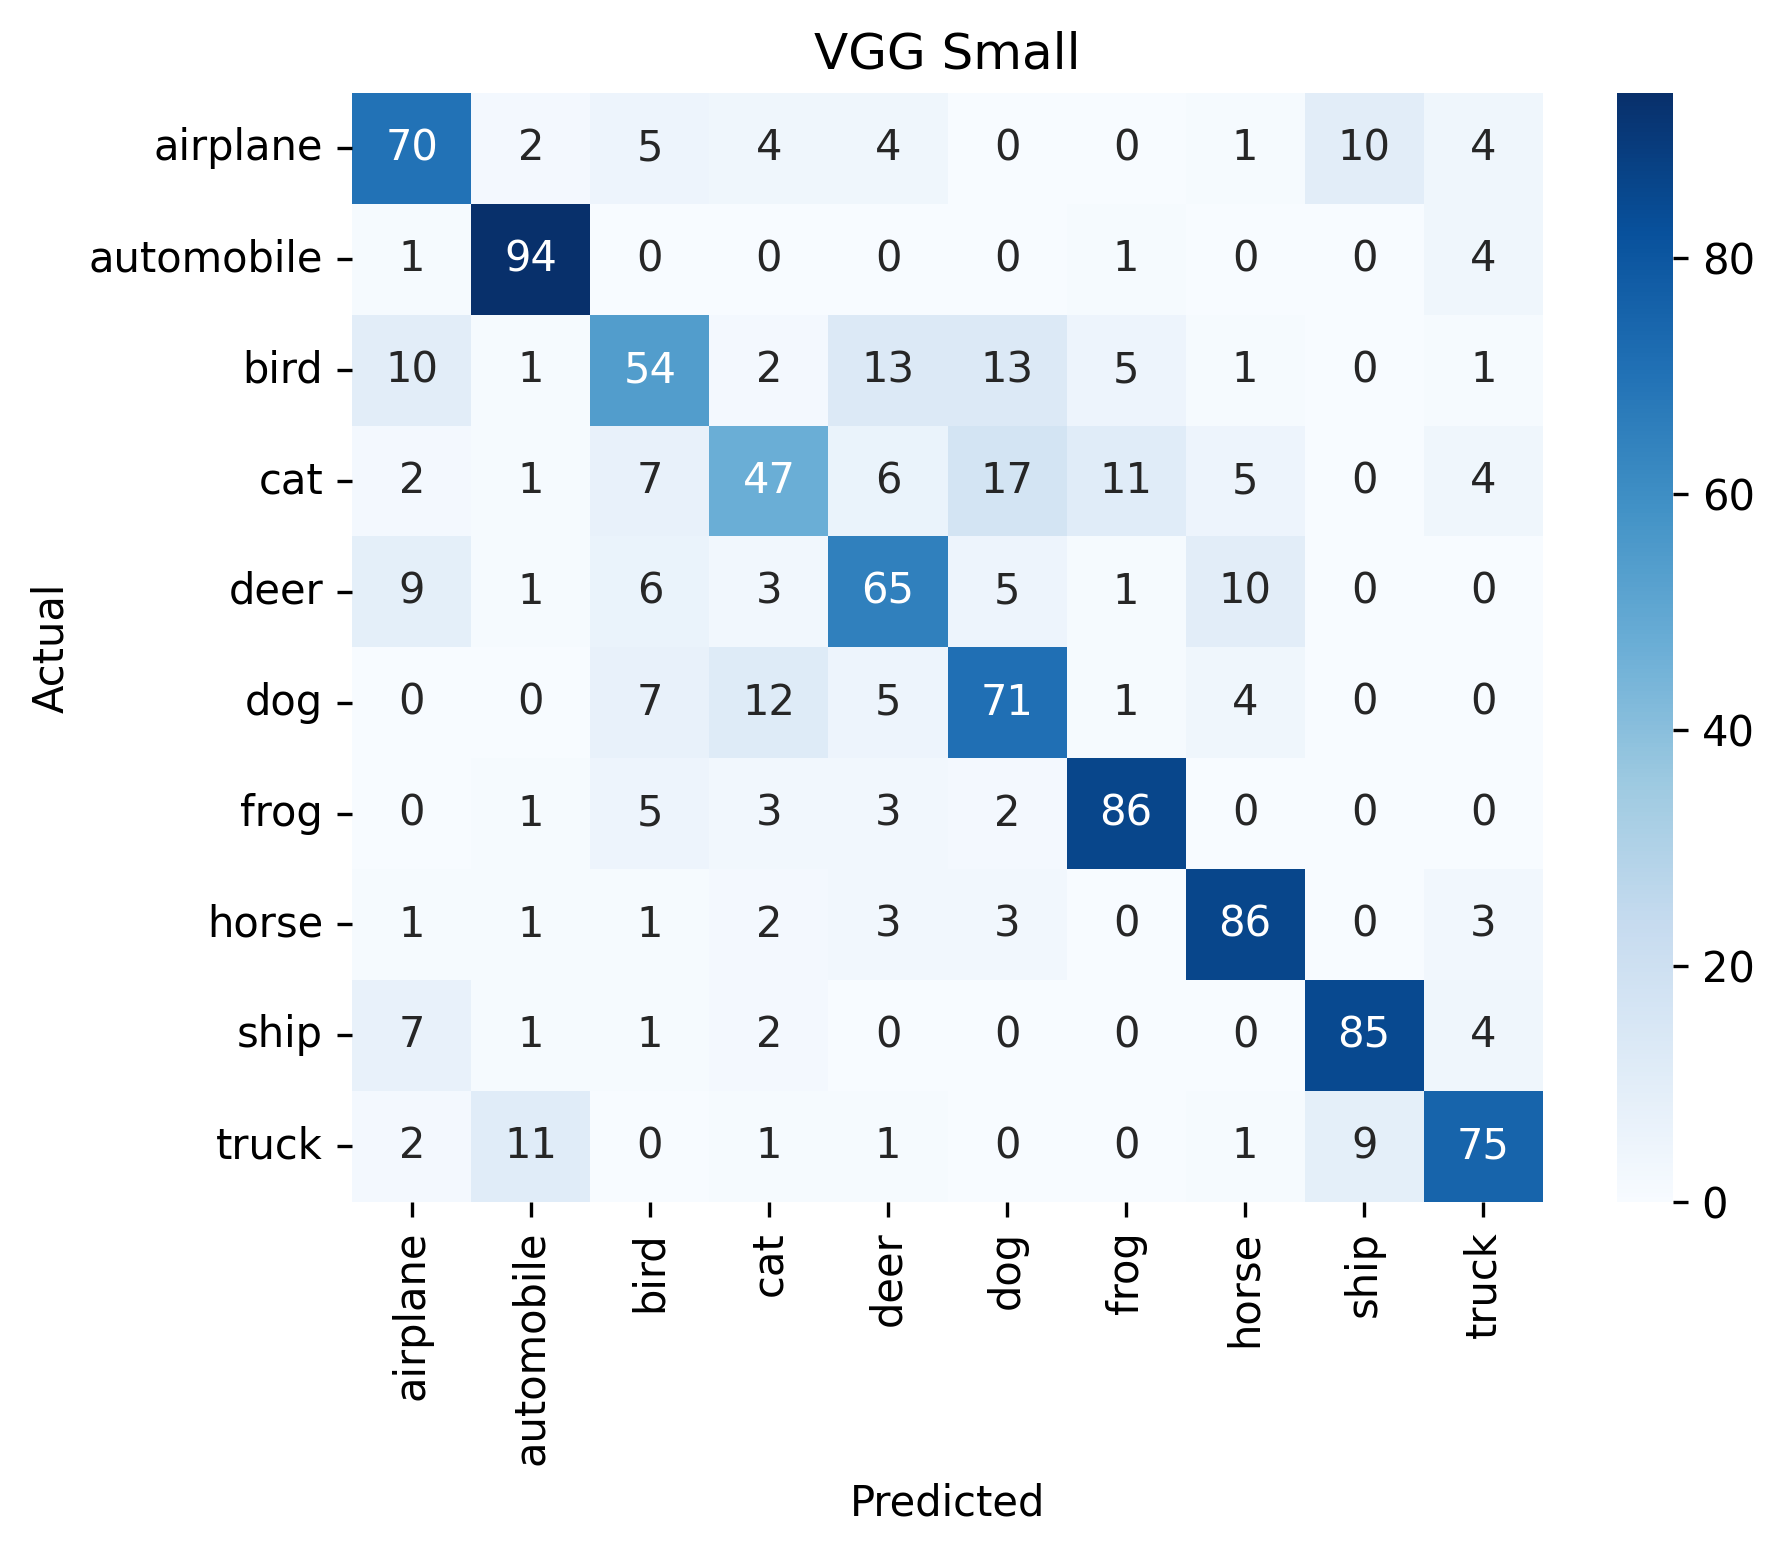 VGG Small
airplane 70 2 5 4 4 0 0 1 10 4
automobile 1 94 0 0 0 0 1 0 0 4
bird 10 1 54 2 13 13 5 1 0 1
cat 2 1 7 47 6 17 11 5 0 4
deer 9 1 6 3 65 5 1 10 0 0
dog 0 0 7 12 5 71 1 4 0 0
frog 0 1 5 3 3 2 86 0 0 0
horse 1 1 1 2 3 3 0 86 0 3
ship 7 1 1 2 0 0 0 0 85 4
truck 2 11 0 1 1 0 0 1 9 75
airplane automobile bird cat deer dog frog horse ship truck
Predicted
Actual
80
60
40
20
0